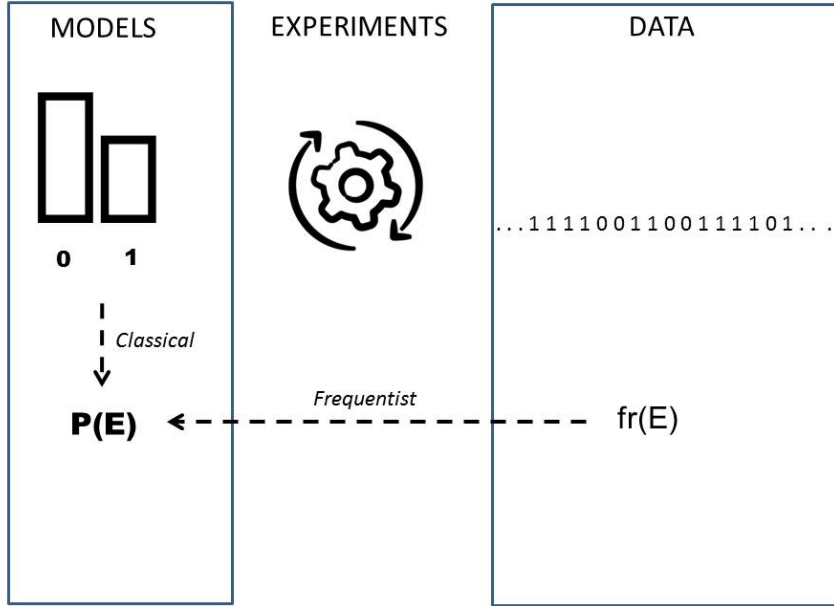 MODELS
EXPERIMENTS
DATA
...1111001100111101...
0 1
Classical
Frequentist
P(E)
fr(E)